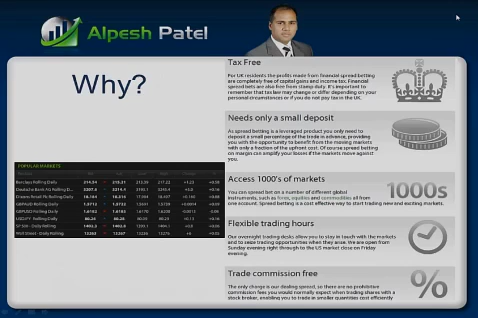 Alpesh Patel
Why?
Tax Free
For UK residents the profits made from financial spread betting
are completely free of capital gains and income tax. Financial
spread bets are also free from stamp duty. It's important to
remember that tax law may change or differ depending on your
personal circumstances or if you do not pay tax in the UK.
Needs only a small deposit
As spread betting is a leveraged product you only need to
deposit a small percentage of the trade in advance, providing
you with the opportunity to benefit from the moving markets
with only a fraction of the upfront cost. Of course spread betting
on margin can amplify your losses if the markets move against
you.
POPULAR MARKETS
Access 1000's of markets
You can spread bet on a number of different global
instruments, such as forex, equities and commodities all from
one account. Spread betting is a cost effective way to start trading new and exciting markets.
1000s
Flexible trading hours
Our overnight trading desks allow you to stay in touch with the markets
and to seize trading opportunities when they arise. We are open from
Sunday evening right through to the US market close on Friday
evening.
Trade commission free
The only charge is our dealing spread, so there are no prohibitive
commission fees you would normally expect when trading shares with a
stock broker, enabling you to trade in smaller quantities cost efficiently
%